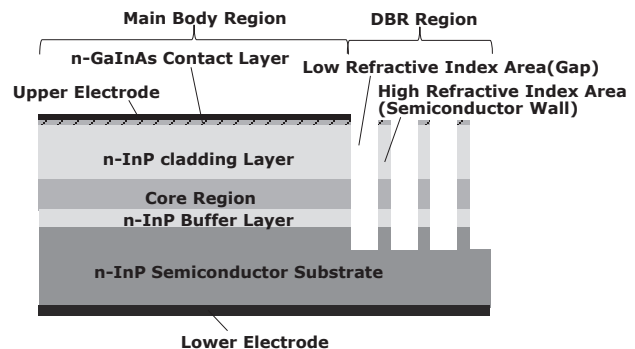 Main Body Region
DBR Region
n-GaInAs Contact Layer
Low Refractive Index Area(Gap)
Upper Electrode
High Refractive Index Area
(Semiconductor Wall)
n-InP cladding Layer
Core Region
n-InP Buffer Layer
n-InP Semiconductor Substrate
Lower Electrode